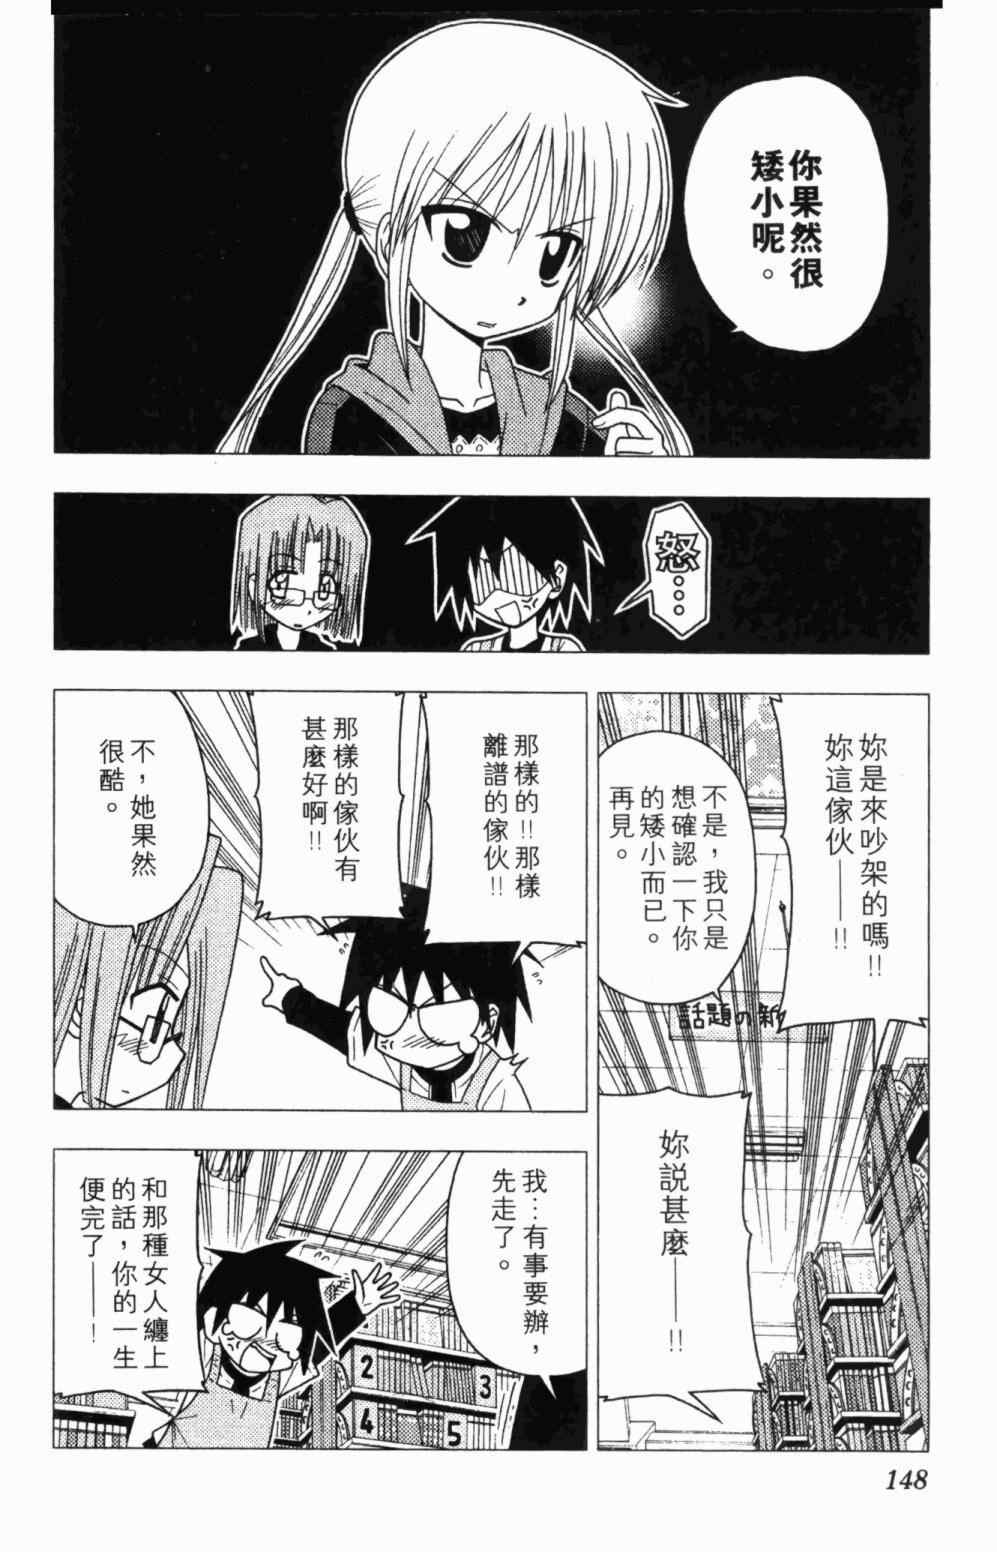 你果然很
矮小呢。
怒…
妳是來吵架的嗎!!
妳這傢伙——!!
不是，我只是
想確認一下你
的矮小而已。
再見。
話題の新
妳說甚麼——!!
那樣的!!那樣
離譜的傢伙!!
那樣的傢伙有
甚麼好啊!!
不，她果然
很酷。
我…有事要辦，
先走了。
和那種女人纏上
的話，你的一生
便完了——！
2
3
4
5
148